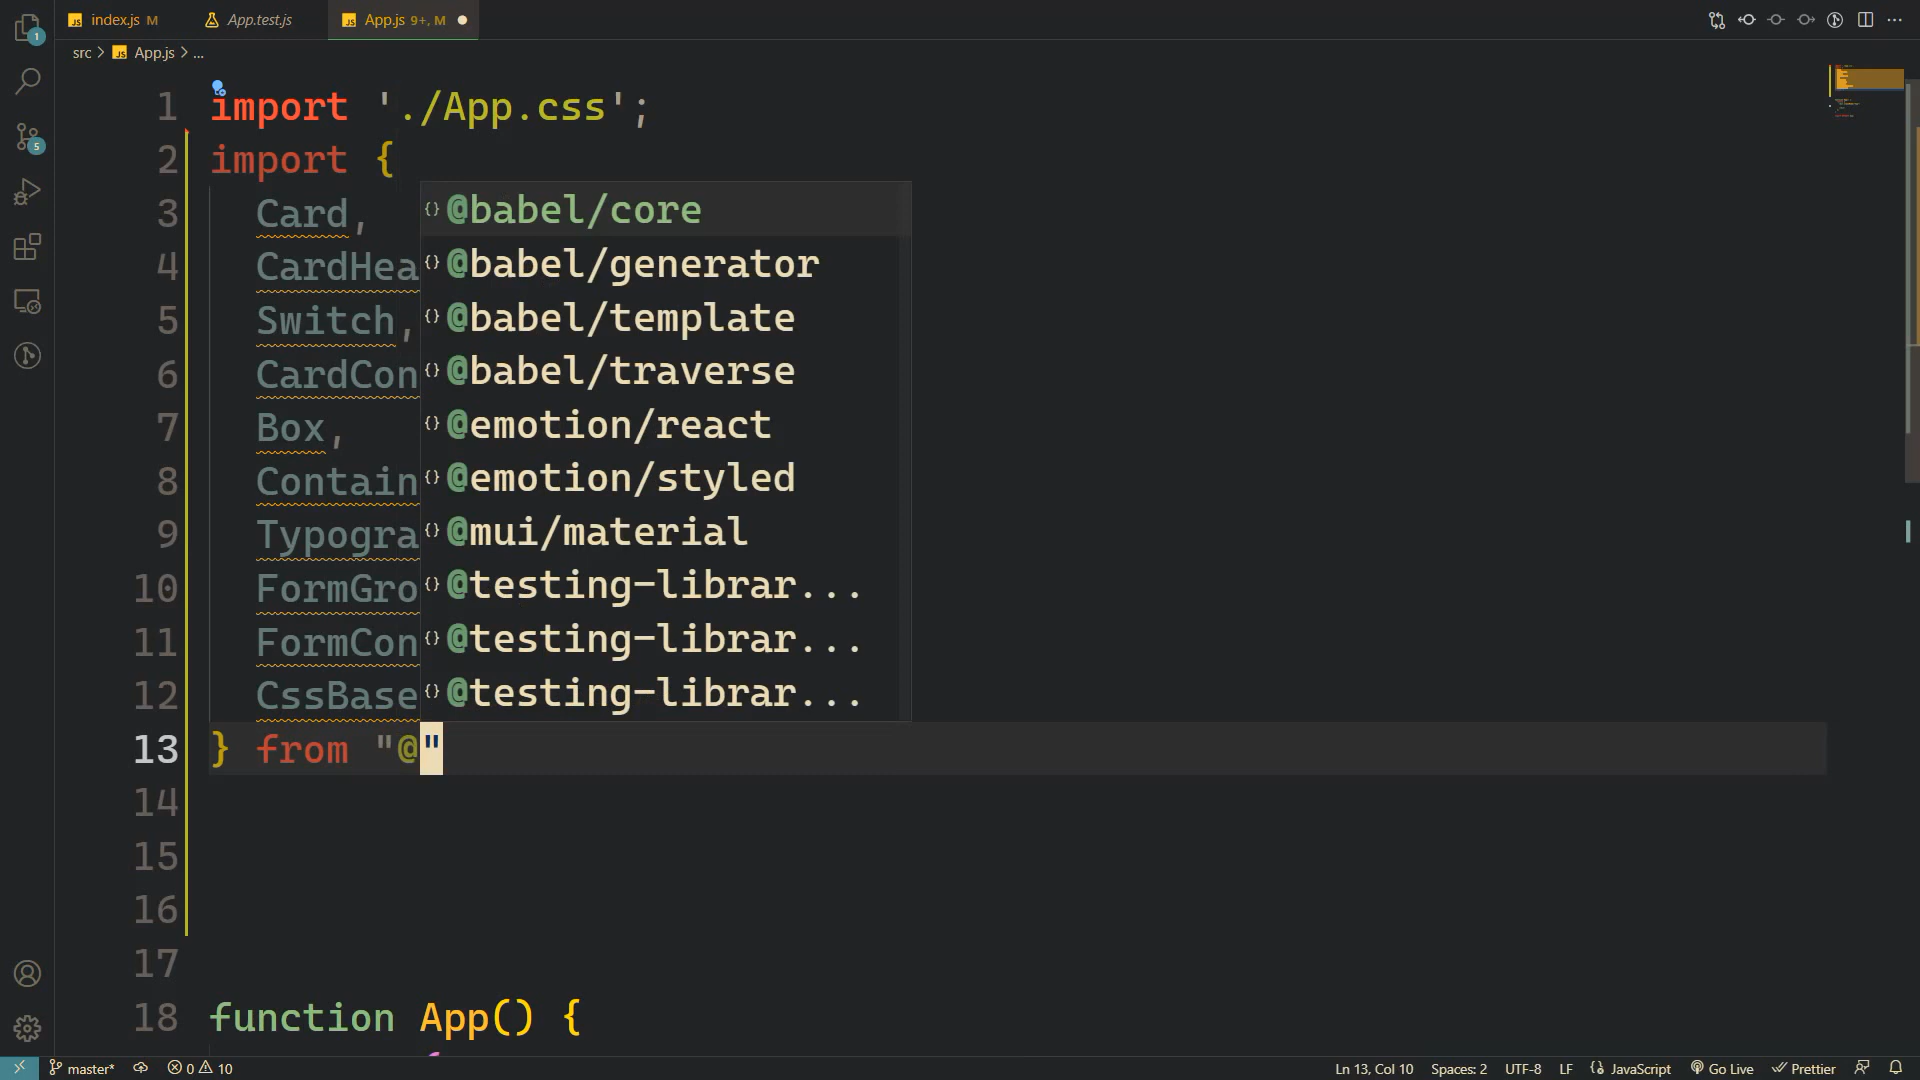 index.js M
App.test.js
App.js 9+, M
src > App.js > ...
1
5
1 import './App.css';
2 import {
3 Card,
4 CardHea
5 Switch,
6 CardCon
7 Box,
8 Contain
9 Typogra
10 FormGro
11 FormCon
12 CssBase
13 } from "@"
14
15
16
17
18 function App() {
@babel/core
@babel/generator
@babel/template
@babel/traverse
@emotion/react
@emotion/styled
@mui/material
@testing-librar...
@testing-librar...
@testing-librar...
master* 0 10 Ln 13, Col 10 Spaces: 2 UTF-8 LF {} JavaScript Go Live Prettier